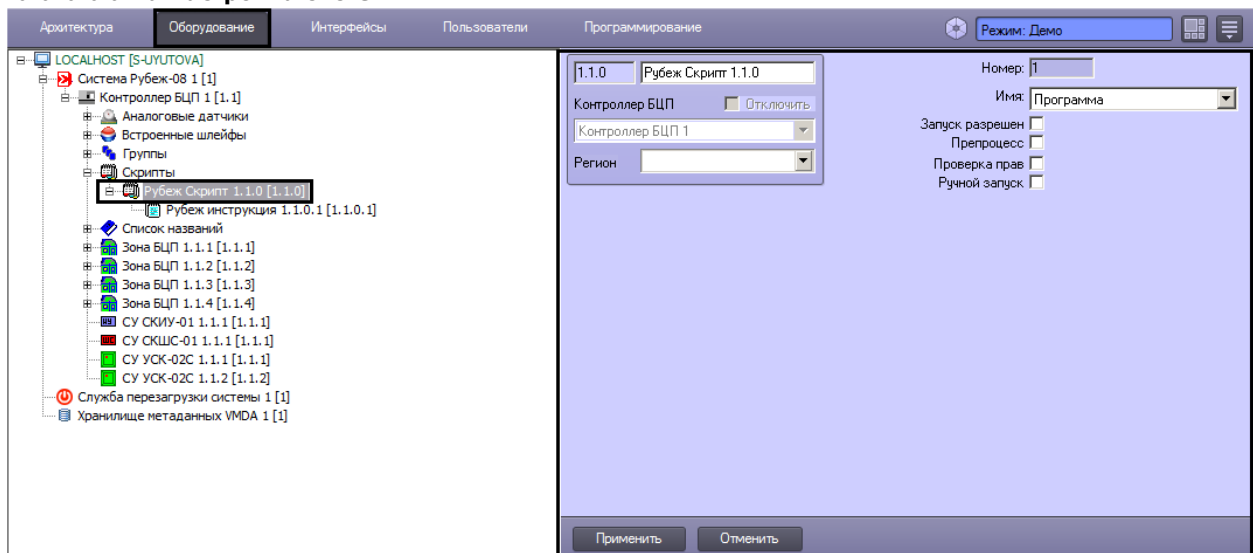 Архитектура Оборудование Интерфейсы Пользователи Программирование Режим: Демо
LOCALHOST [S-UYUTOVA]
Система Рубеж-08 1 [1]
Контроллер БЦП 1 [1.1]
Аналоговые датчики
Встроенные шлейфы
Группы
Скрипты
Рубеж Скрипт 1.1.0 [1.1.0]
Рубеж инструкция 1.1.0.1 [1.1.0.1]
Список названий
Зона БЦП 1.1.1 [1.1.1]
Зона БЦП 1.1.2 [1.1.2]
Зона БЦП 1.1.3 [1.1.3]
Зона БЦП 1.1.4 [1.1.4]
СУ СКИУ-01 1.1.1 [1.1.1]
СУ СКШС-01 1.1.1 [1.1.1]
СУ УСК-02С 1.1.1 [1.1.1]
СУ УСК-02С 1.1.2 [1.1.2]
Служба перезагрузки системы 1 [1]
Хранилище метаданных VMDA 1 [1]
1.1.0 Рубеж Скрипт 1.1.0
Контроллер БЦП Отключить
Контроллер БЦП 1
Регион
Номер: 1
Имя: Программа
Запуск разрешен
Препроцесс
Проверка прав
Ручной запуск
Применить Отменить